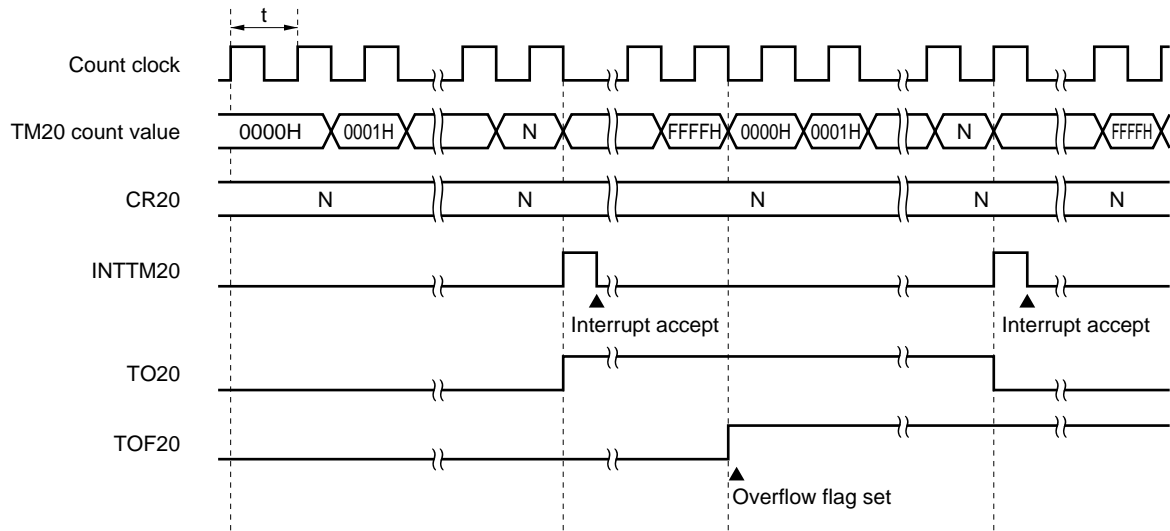 t
Count clock
TM20 count value 0000H 0001H N FFFFH 0000H 0001H N FFFFH
CR20 N N N N N
INTTM20
Interrupt accept Interrupt accept
TO20
TOF20
Overflow flag set